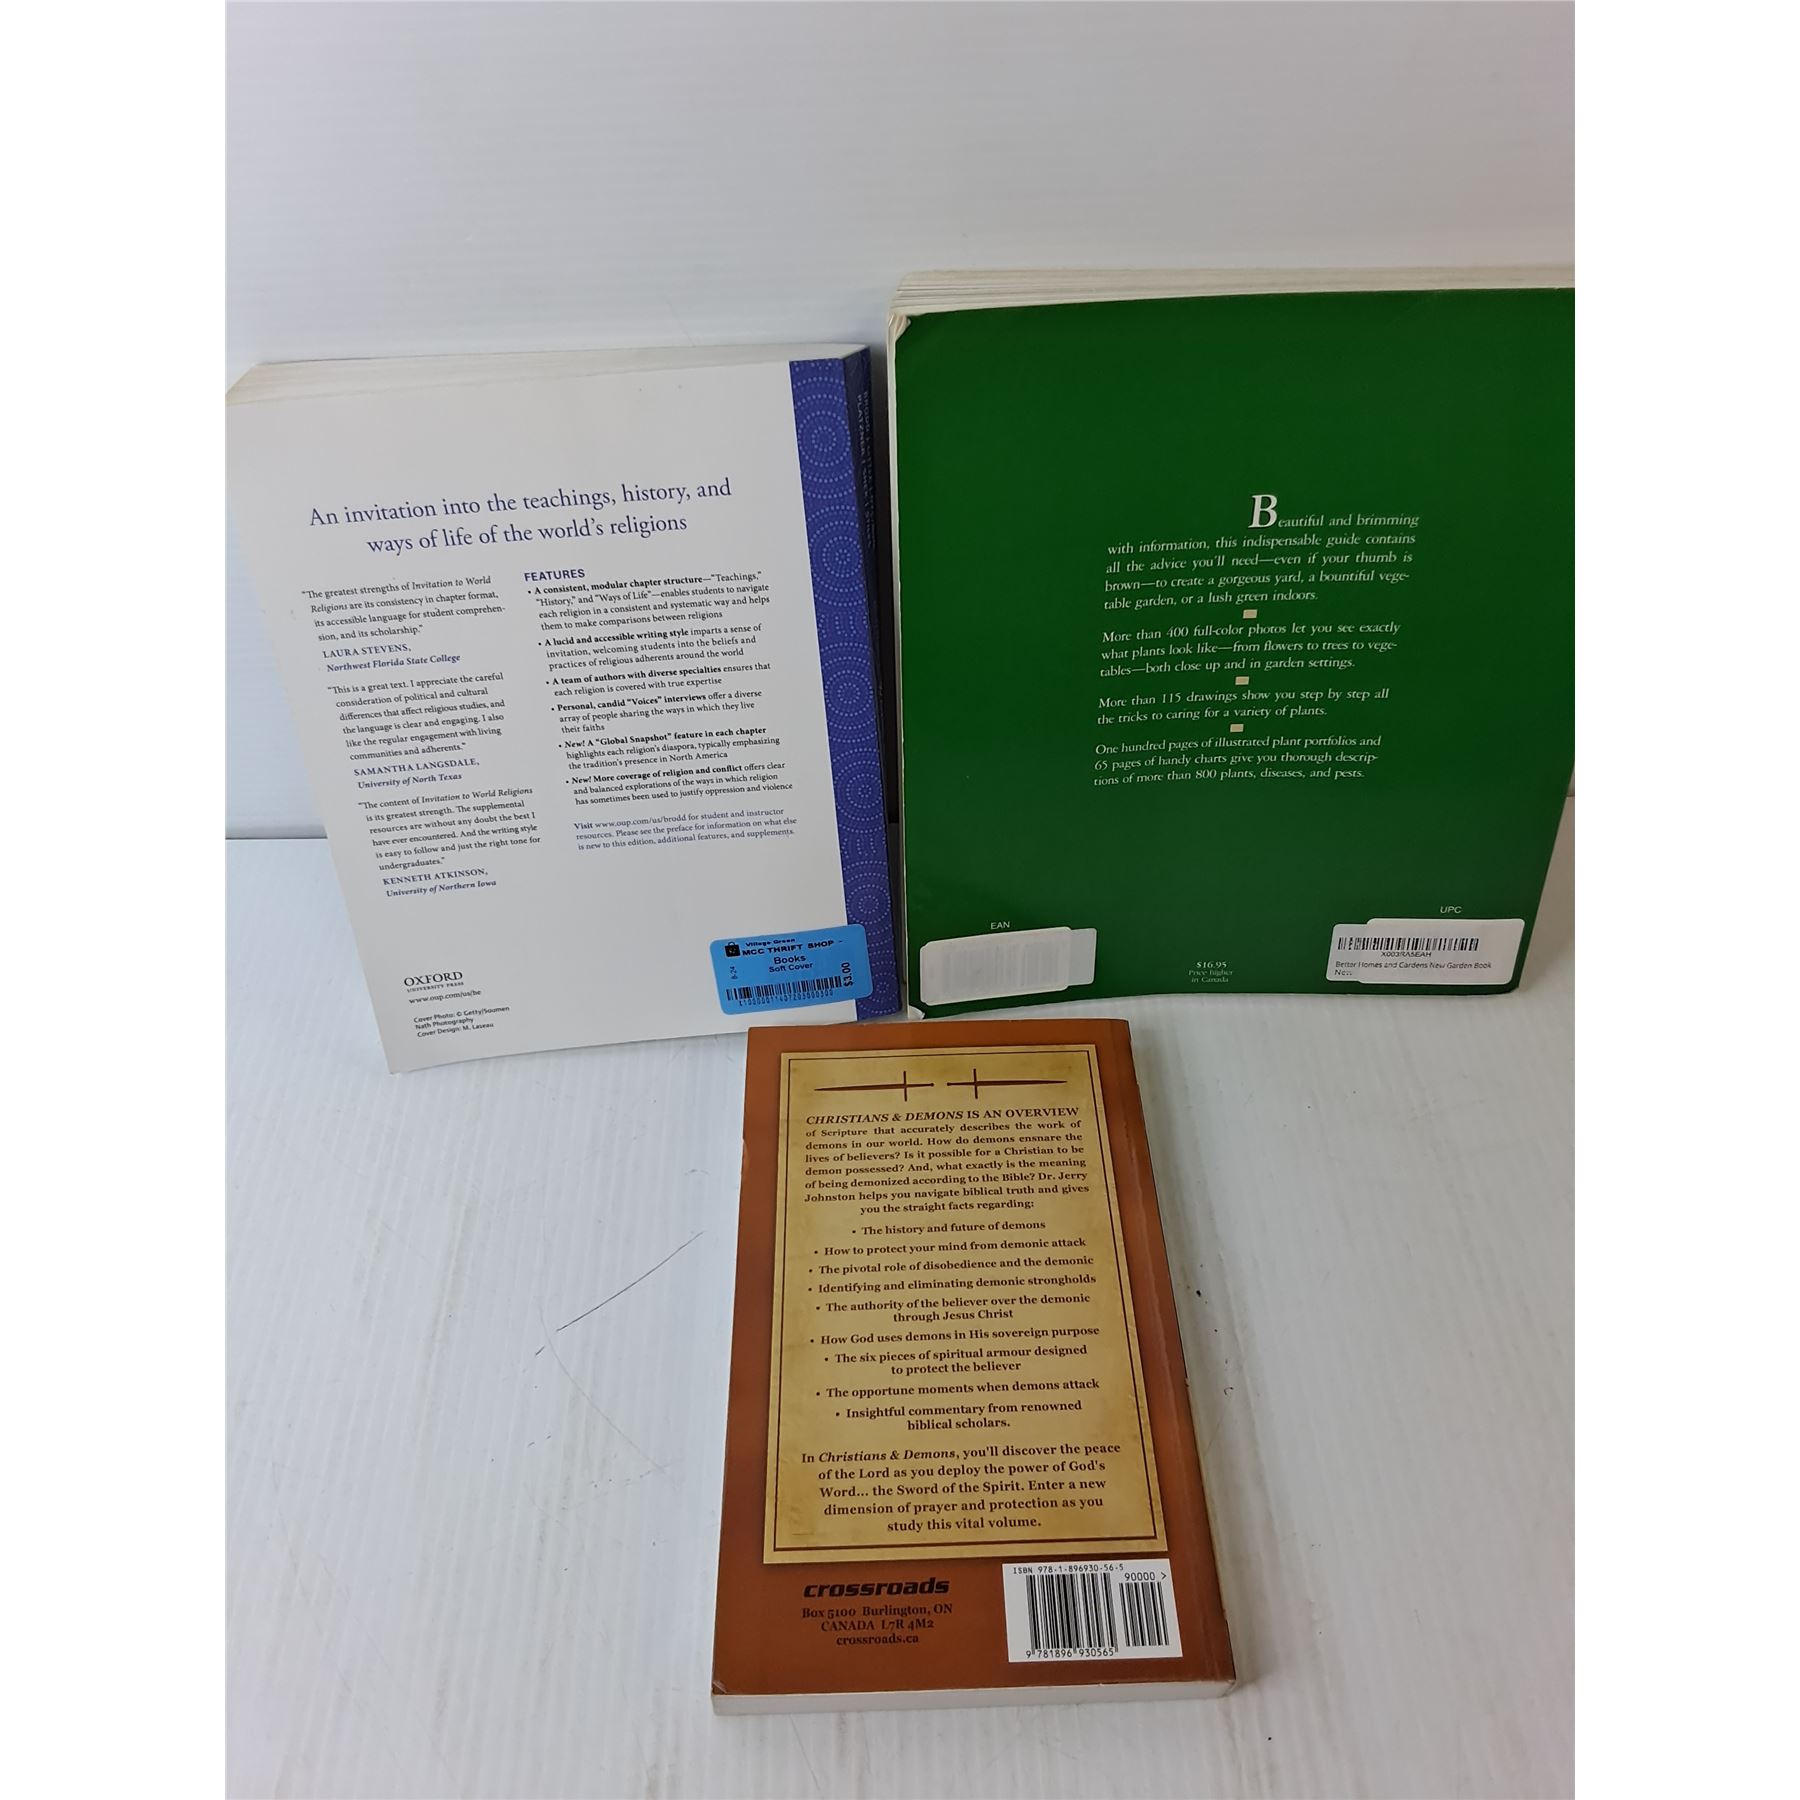 An invitation into the teachings, history, and
ways of life of the world's religions
"The greatest strengths of Invitation to World
Religions are its consistency in chapter format,
its accessible language for student comprehen-
sion, and its scholarship."
LAURA STEVENS,
Northwest Florida State College
"This is a great text. I appreciate the careful
consideration of political and cultural
differences that affect religious studies, and
the language is clear and engaging. I also
like the regular engagement with living
communities and adherents."
SAMANTHA LANGSDALE,
University of North Texas
"The content of Invitation to World Religions
is its greatest strength. The supplemental
resources are without any doubt the best I
have ever encountered. And the writing style
is easy to follow and just the right tone for
undergraduates."
KENNETH ATKINSON,
University of Northern Iowa
FEATURES
• A consistent, modular chapter structure—"Teachings,"
"History," and "Ways of Life"—enables students to navigate
each religion in a consistent and systematic way and helps
them to make comparisons between religions
• A lucid and accessible writing style imparts a sense of
invitation, welcoming students into the beliefs and
practices of religious adherents around the world
• A team of authors with diverse specialties ensures that
each religion is covered with true expertise
• Personal, candid "Voices" interviews offer a diverse
array of people sharing the ways in which they live
their faiths
• New! A "Global Snapshot" feature in each chapter
highlights each religion's diaspora, typically emphasizing
the tradition's presence in North America
• New! More coverage of religion and conflict offers clear
and balanced explorations of the ways in which religion
has sometimes been used to justify oppression and violence
Visit www.oup.com/us/brodd for student and instructor
resources. Please see the preface for information on what else
is new to this edition, additional features, and supplements.
OXFORD
UNIVERSITY PRESS
www.oup.com/us/he
Cover Photo: © Getty/Soumen
Nath Photography
Cover Design: M. Laseau
Village Green
MCC THRIFT SHOP -
Books
Soft Cover
8-24
$3.00
Beautiful and brimming
with information, this indispensable guide contains
all the advice you'll need—even if your thumb is
brown—to create a gorgeous yard, a bountiful vege-
table garden, or a lush green indoors.
More than 400 full-color photos let you see exactly
what plants look like—from flowers to trees to vege-
tables—both close up and in garden settings.
More than 115 drawings show you step by step all
the tricks to caring for a variety of plants.
One hundred pages of illustrated plant portfolios and
65 pages of handy charts give you thorough descrip-
tions of more than 800 plants, diseases, and pests.
EAN
$16.95
Price higher
in Canada
UPC
X003RA5EAH
Better Homes and Gardens New Garden Book
New
CHRISTIANS & DEMONS IS AN OVERVIEW
of Scripture that accurately describes the work of
demons in our world. How do demons ensnare the
lives of believers? Is it possible for a Christian to be
demon possessed? And, what exactly is the meaning
of being demonized according to the Bible? Dr. Jerry
Johnston helps you navigate biblical truth and gives
you the straight facts regarding:
• The history and future of demons
• How to protect your mind from demonic attack
• The pivotal role of disobedience and the demonic
• Identifying and eliminating demonic strongholds
• The authority of the believer over the demonic
through Jesus Christ
• How God uses demons in His sovereign purpose
• The six pieces of spiritual armour designed
to protect the believer
• The opportune moments when demons attack
• Insightful commentary from renowned
biblical scholars.
In Christians & Demons, you'll discover the peace
of the Lord as you deploy the power of God's
Word... the Sword of the Spirit. Enter a new
dimension of prayer and protection as you
study this vital volume.
crossroads
Box 5100 Burlington, ON
CANADA L7R 4M2
crossroads.ca
ISBN 978-1-896930-56-5
90000 >
9 781896 930565